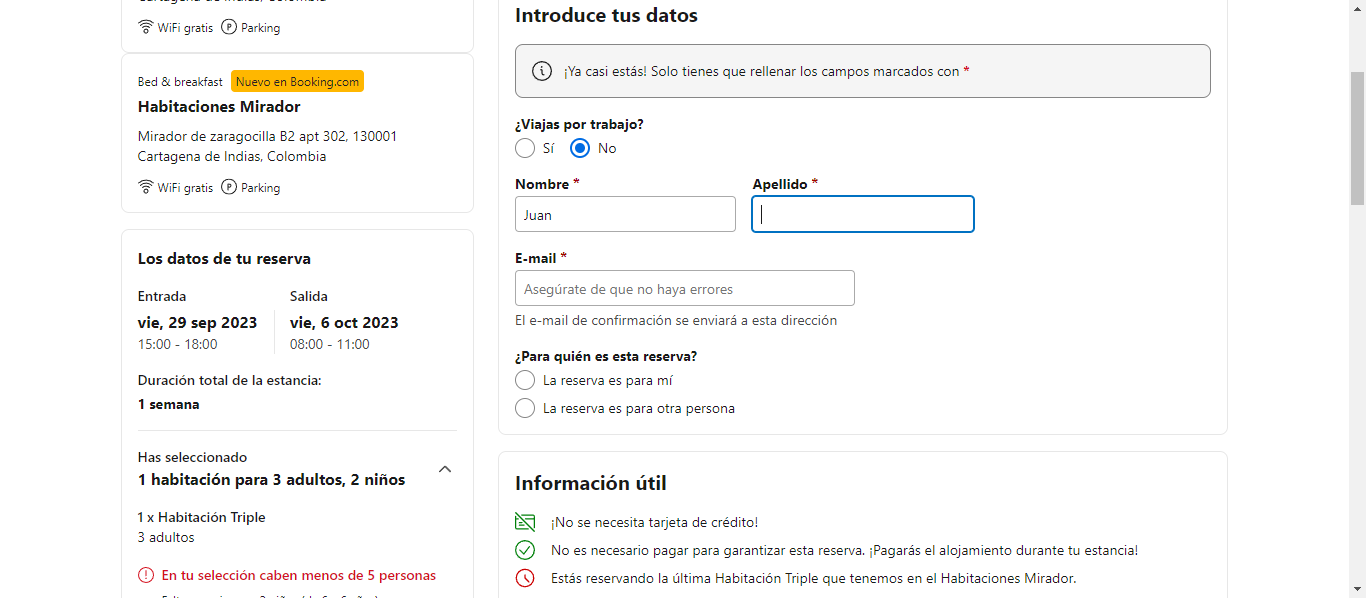 WiFi gratis Parking
Bed & breakfast Nuevo en Booking.com
Habitaciones Mirador
Mirador de zaragocilla B2 apt 302, 130001
Cartagena de Indias, Colombia
WiFi gratis Parking
Los datos de tu reserva
Entrada Salida
vie, 29 sep 2023 vie, 6 oct 2023
15:00 - 18:00 08:00 - 11:00
Duración total de la estancia:
1 semana
Has seleccionado
1 habitación para 3 adultos, 2 niños
1 x Habitación Triple
3 adultos
En tu selección caben menos de 5 personas
Introduce tus datos
¡Ya casi estás! Solo tienes que rellenar los campos marcados con *
¿Viajas por trabajo?
Sí No
Nombre * Apellido *
Juan
E-mail *
Asegúrate de que no haya errores
El e-mail de confirmación se enviará a esta dirección
¿Para quién es esta reserva?
La reserva es para mí
La reserva es para otra persona
Información útil
¡No se necesita tarjeta de crédito!
No es necesario pagar para garantizar esta reserva. ¡Pagarás el alojamiento durante tu estancia!
Estás reservando la última Habitación Triple que tenemos en el Habitaciones Mirador.